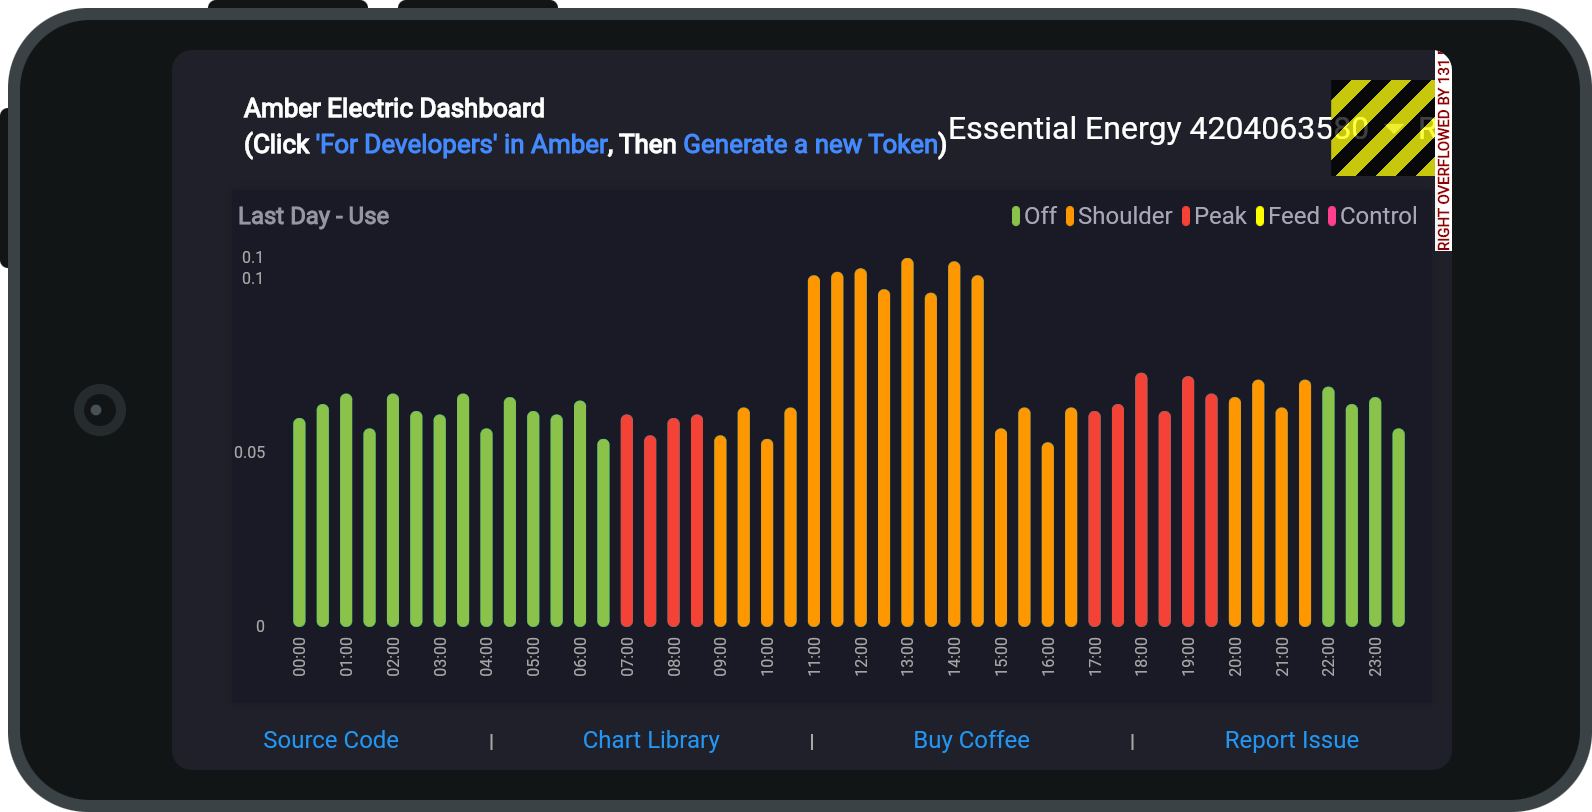 Amber Electric Dashboard
(Click 'For Developers' in Amber, Then Generate a new Token)
Essential Energy 4204063580 R
RIGHT OVERFLOWED BY 131
Last Day - Use
Off Shoulder Peak Feed Control
0.1
0.1
0.05
0
00:00 01:00 02:00 03:00 04:00 05:00 06:00 07:00 08:00 09:00 10:00 11:00 12:00 13:00 14:00 15:00 16:00 17:00 18:00 19:00 20:00 21:00 22:00 23:00
Source Code | Chart Library | Buy Coffee | Report Issue